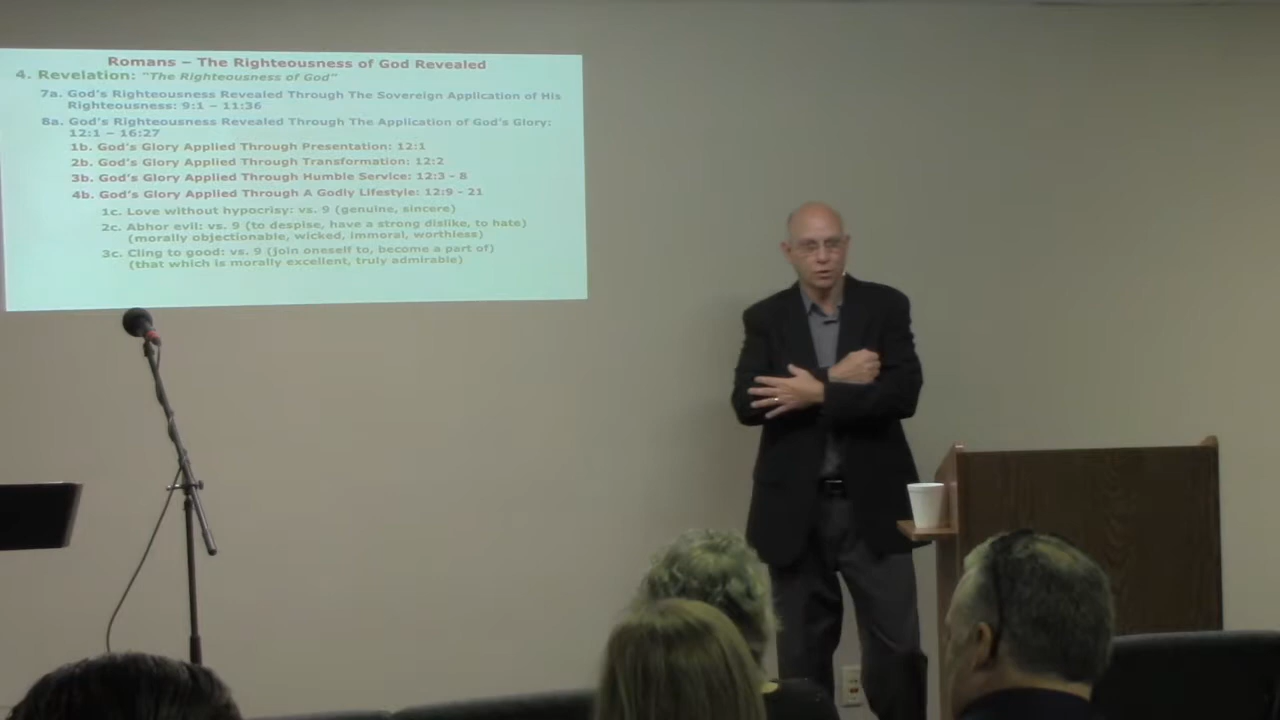 Romans – The Righteousness of God Revealed
4. Revelation: "The Righteousness of God"
7a. God's Righteousness Revealed Through The Sovereign Application of His
Righteousness: 9:1 – 11:36
8a. God's Righteousness Revealed Through The Application of God's Glory:
12:1 – 16:27
1b. God's Glory Applied Through Presentation: 12:1
2b. God's Glory Applied Through Transformation: 12:2
3b. God's Glory Applied Through Humble Service: 12:3 - 8
4b. God's Glory Applied Through A Godly Lifestyle: 12:9 - 21
1c. Love without hypocrisy: vs. 9 (genuine, sincere)
2c. Abhor evil: vs. 9 (to despise, have a strong dislike, to hate)
(morally objectionable, wicked, immoral, worthless)
3c. Cling to good: vs. 9 (join oneself to, become a part of)
(that which is morally excellent, truly admirable)